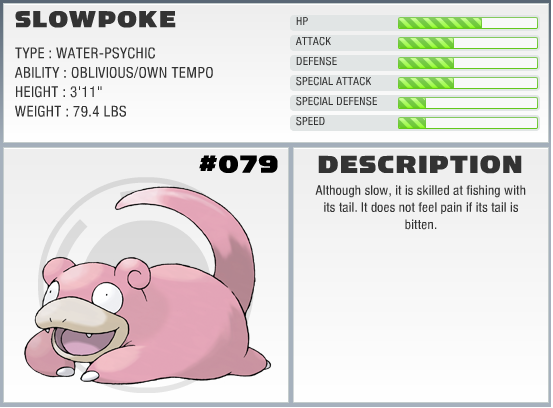 SLOWPOKE
TYPE : WATER-PSYCHIC
ABILITY : OBLIVIOUS/OWN TEMPO
HEIGHT : 3'11"
WEIGHT : 79.4 LBS
HP
ATTACK
DEFENSE
SPECIAL ATTACK
SPECIAL DEFENSE
SPEED
#079
DESCRIPTION
Although slow, it is skilled at fishing with
its tail. It does not feel pain if its tail is
bitten.